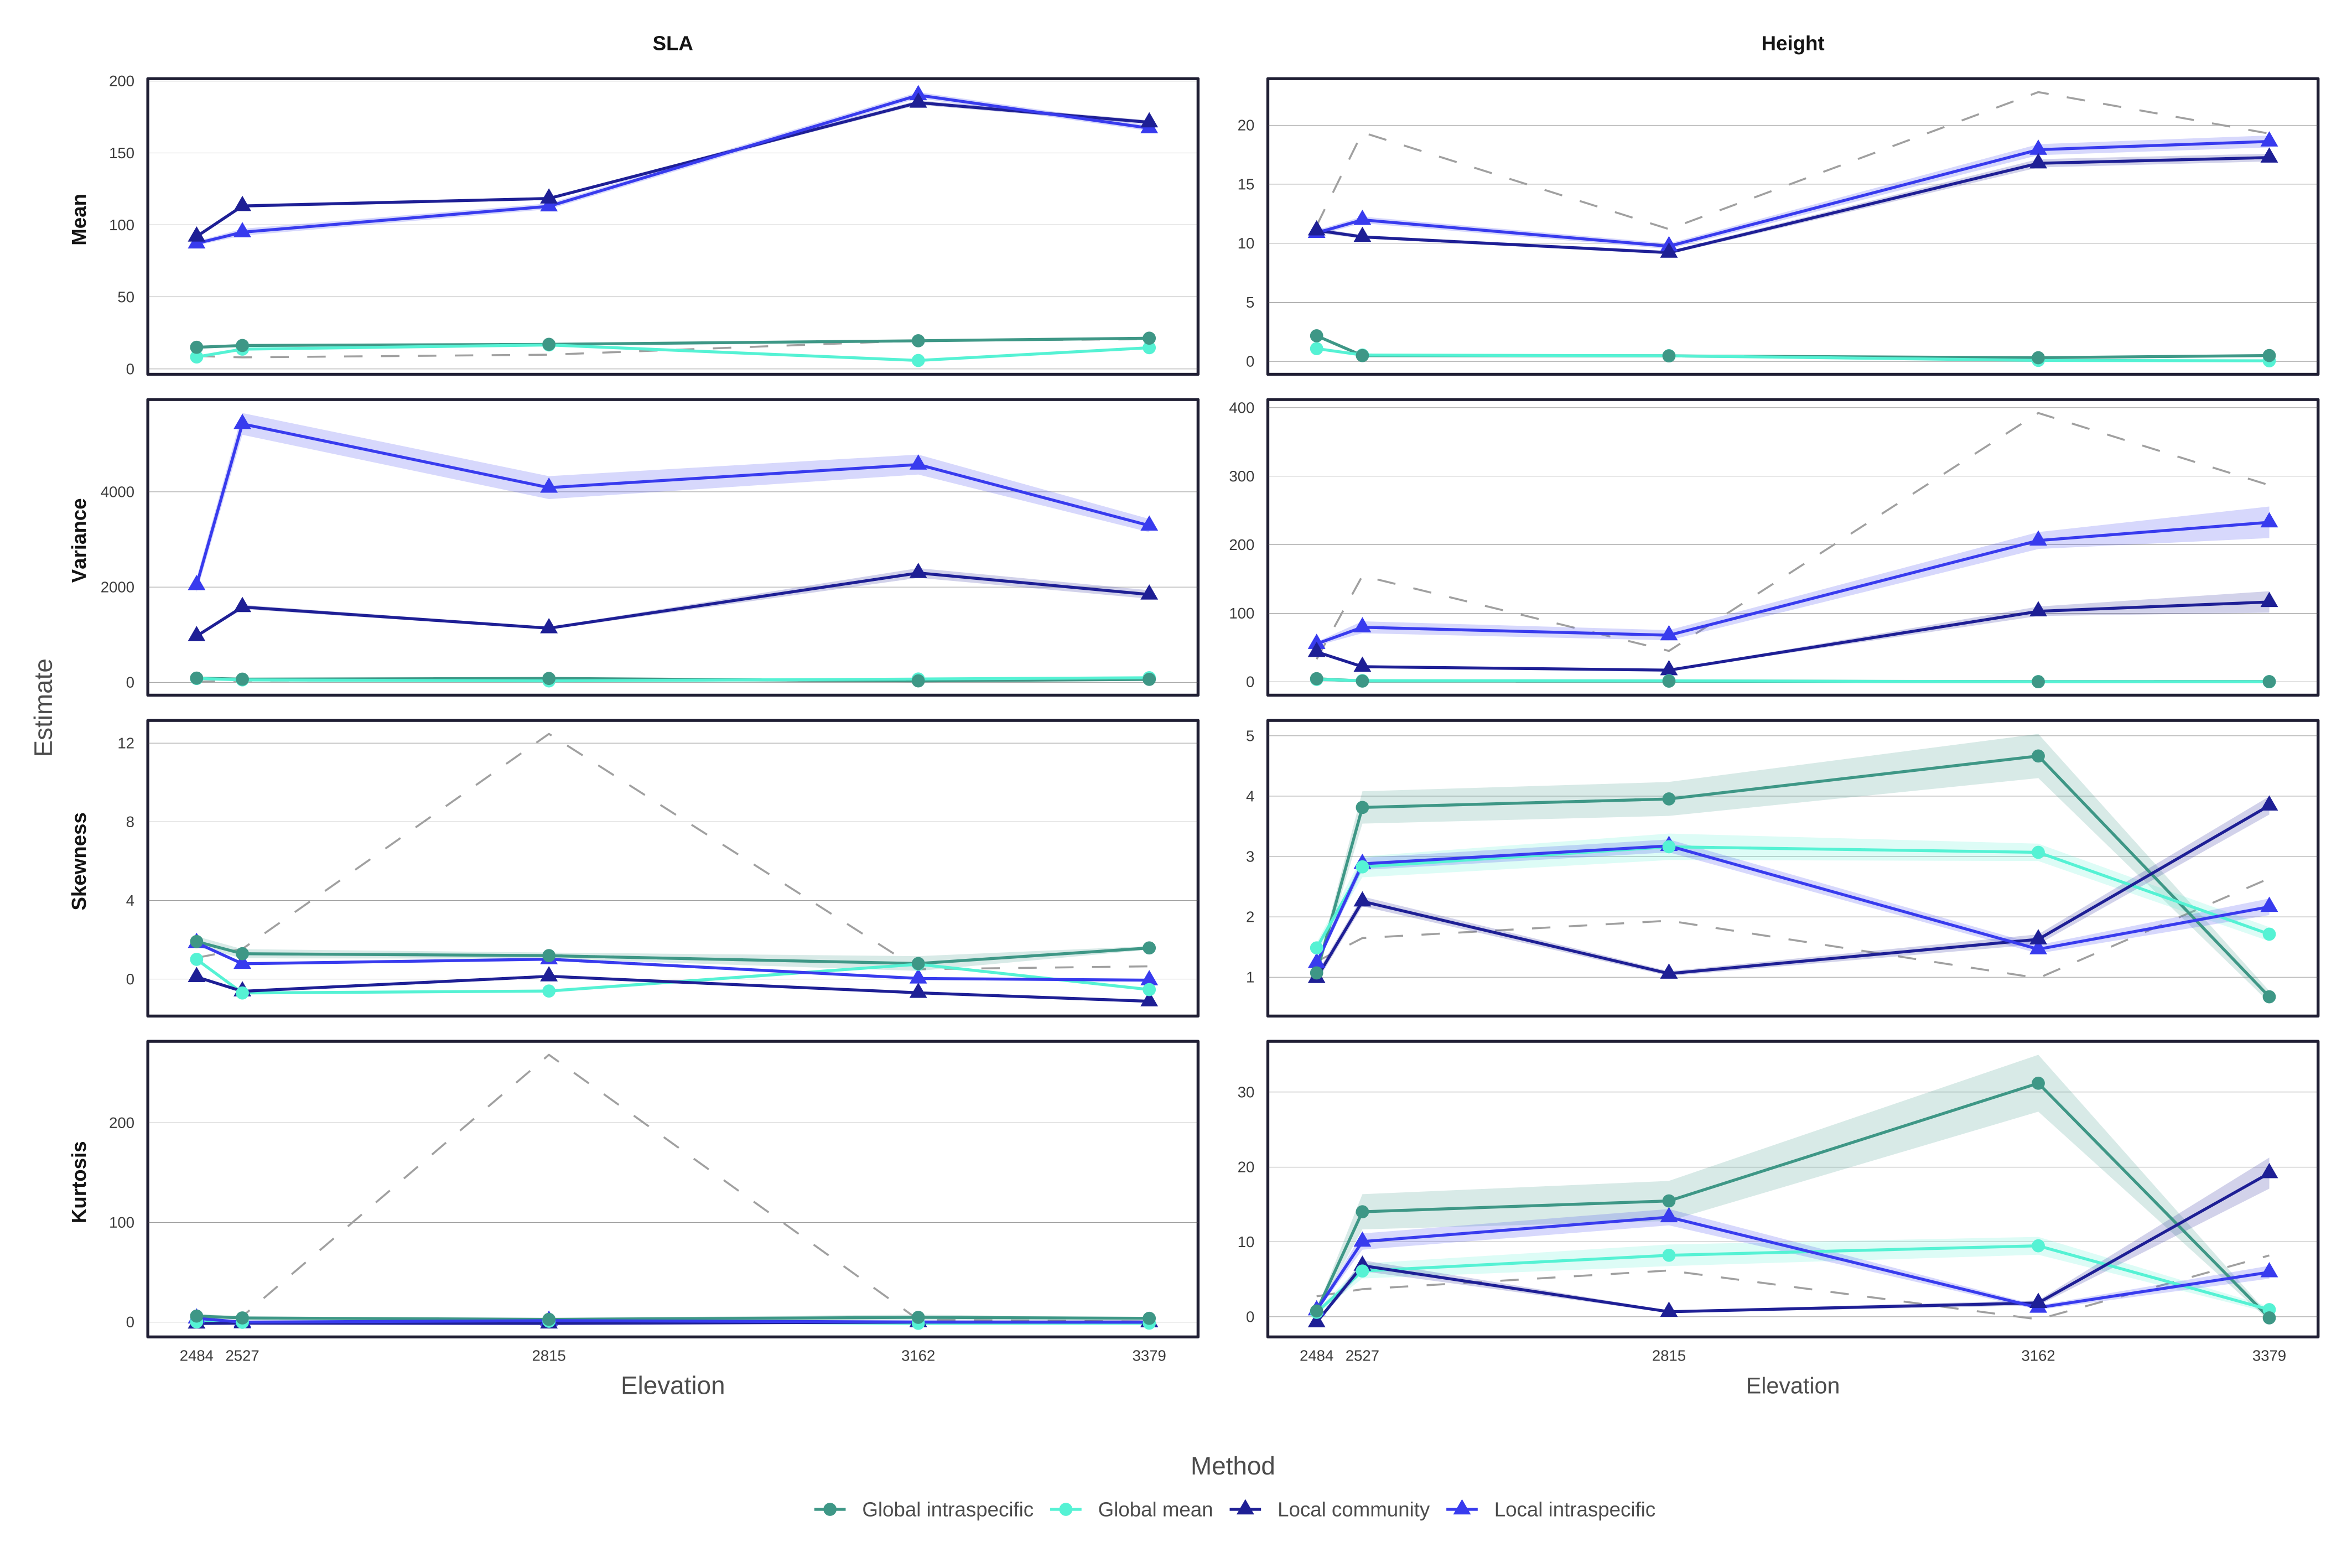 SLA
Height
Mean
200
150
100
50
0
20
15
10
5
0
Variance
4000
2000
0
400
300
200
100
0
Estimate
Skewness
12
8
4
0
5
4
3
2
1
Kurtosis
200
100
0
30
20
10
0
2484 2527 2815 3162 3379
2484 2527 2815 3162 3379
Elevation
Elevation
Method
Global intraspecific Global mean Local community Local intraspecific